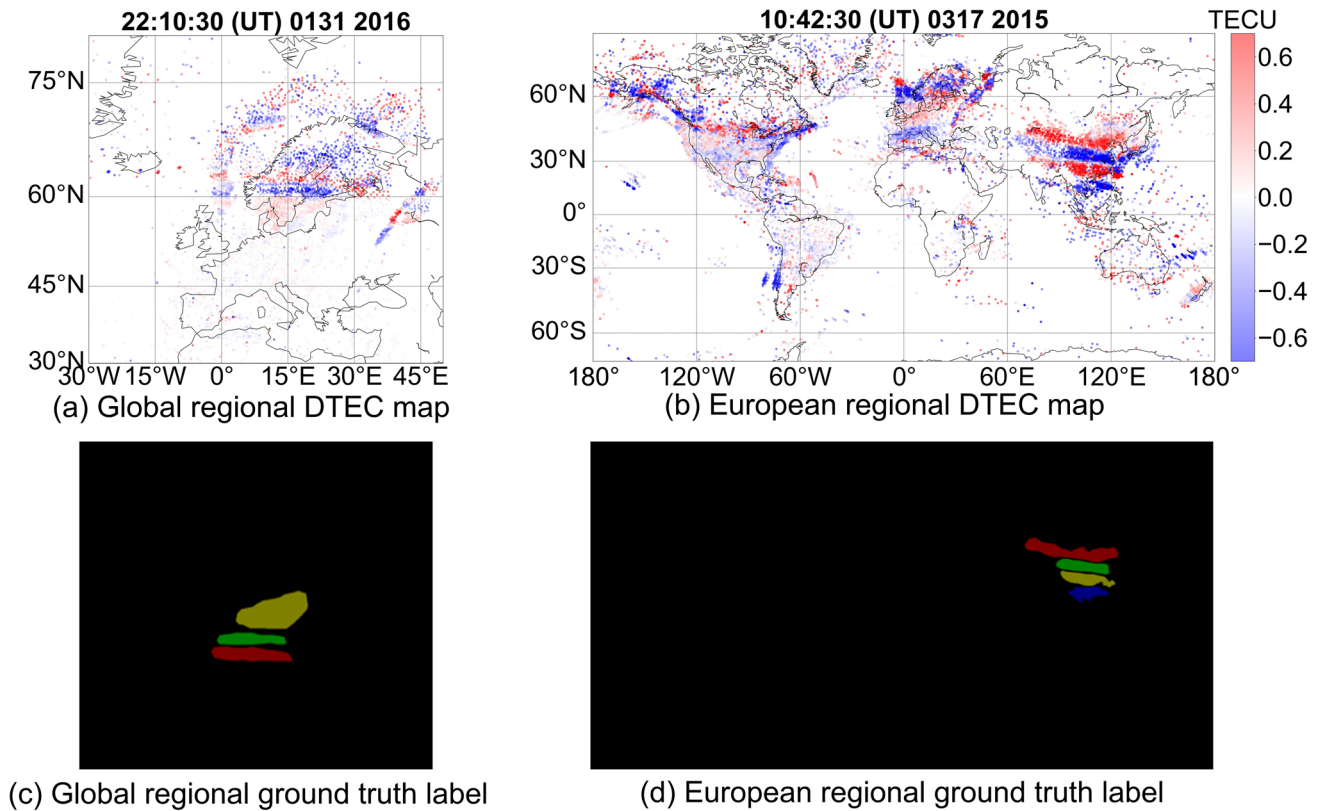 22:10:30 (UT) 0131 2016
10:42:30 (UT) 0317 2015
TECU
75°N
60°N
45°N
30°N
30°W 15°W 0° 15°E 30°E 45°E
(a) Global regional DTEC map
60°N
30°N
0°
30°S
60°S
180° 120°W 60°W 0° 60°E 120°E 180°
(b) European regional DTEC map
0.6
0.4
0.2
0.0
−0.2
−0.4
−0.6
(c) Global regional ground truth label
(d) European regional ground truth label